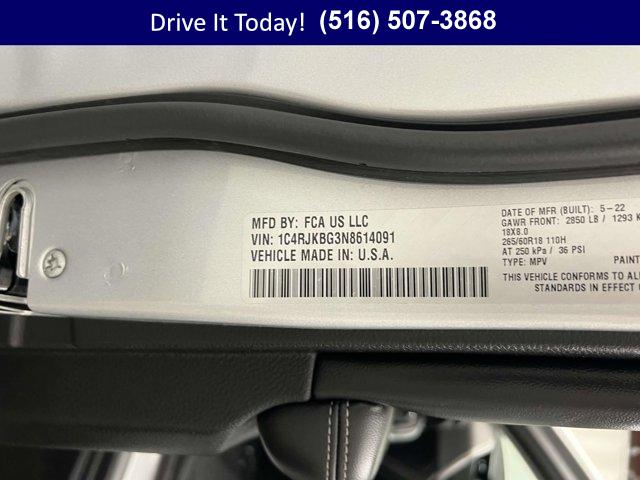 Drive It Today! (516) 507-3868
MFD BY: FCA US LLC
VIN: 1C4RJKBG3N8614091
VEHICLE MADE IN: U.S.A.
DATE OF MFR (BUILT): 5-22
GAWR FRONT: 2850 LB / 1293 K
18X8.0
265/60R18 110H
AT 250 kPa / 36 PSI
TYPE: MPV PAINT
THIS VEHICLE CONFORMS TO AL
STANDARDS IN EFFECT